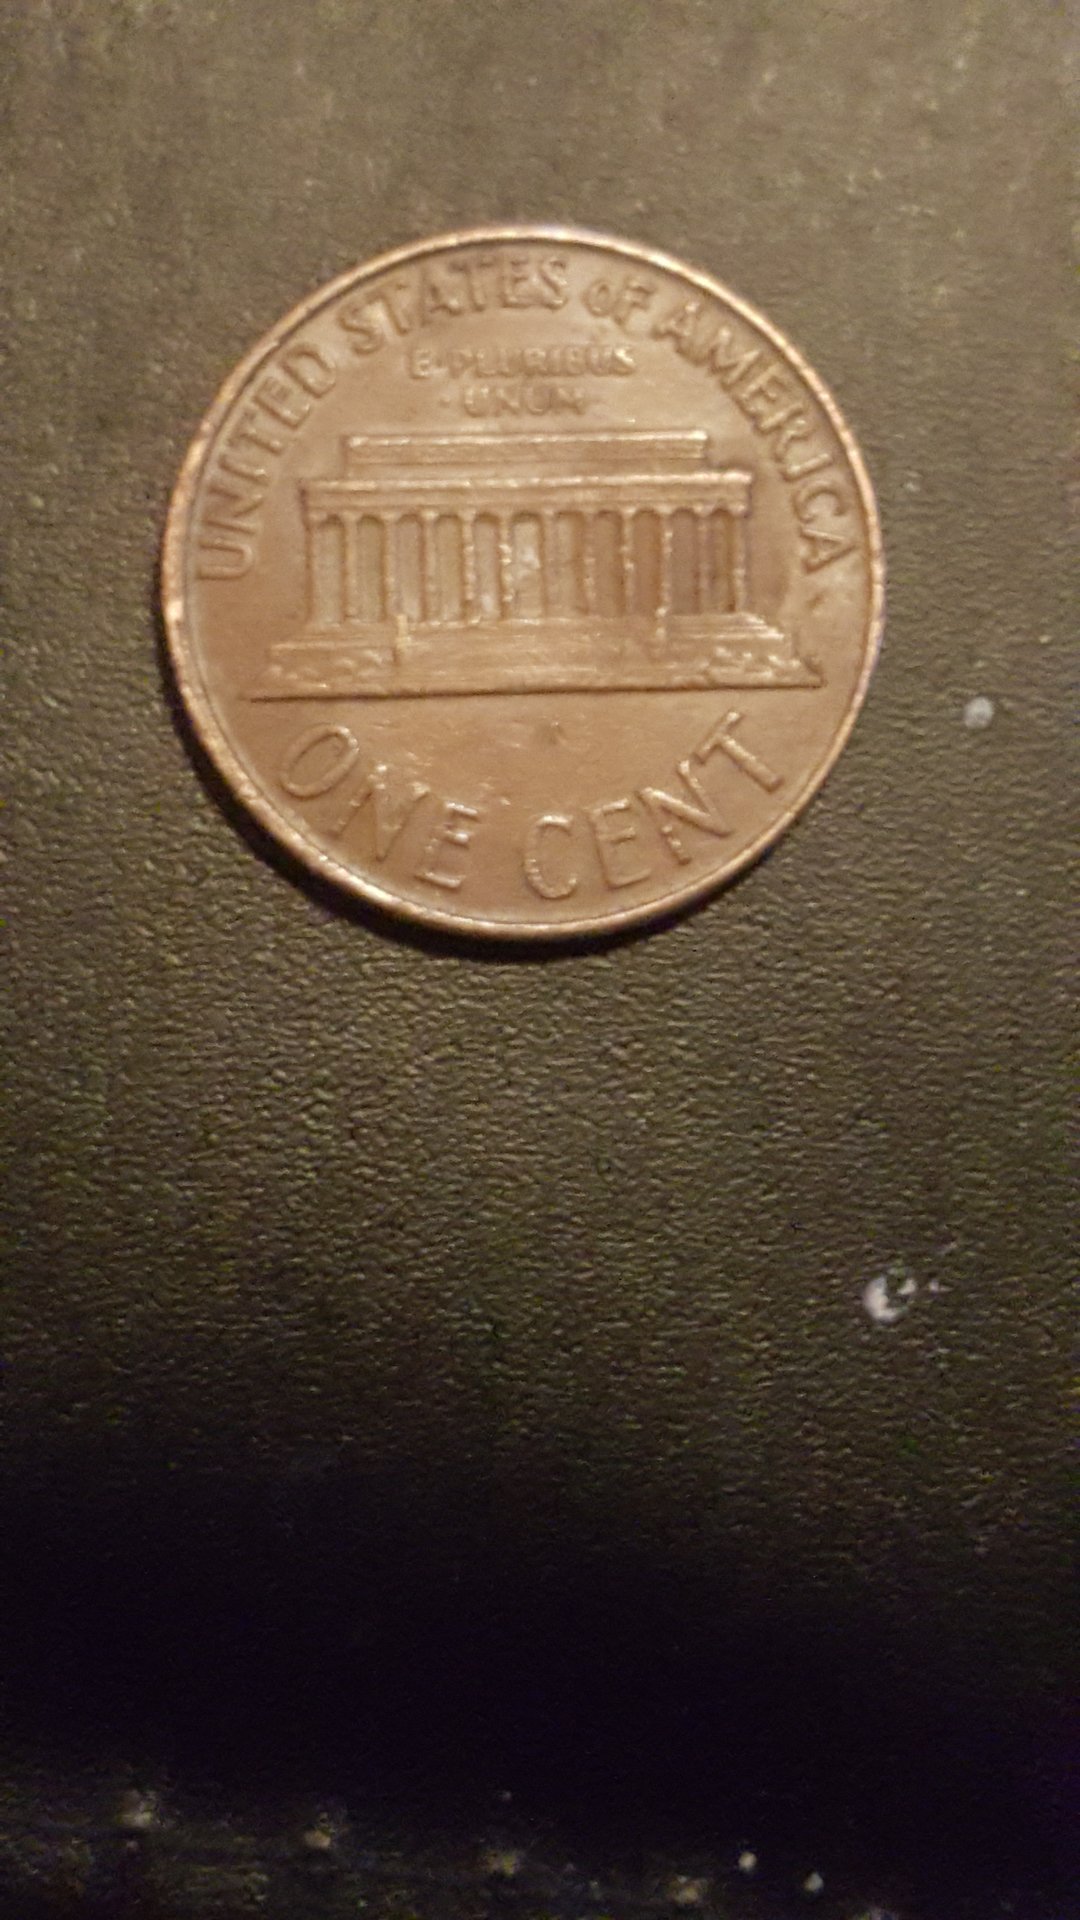 UNITED STATES OF AMERICA
E·PLURIBUS
·UNUM·
ONE CENT